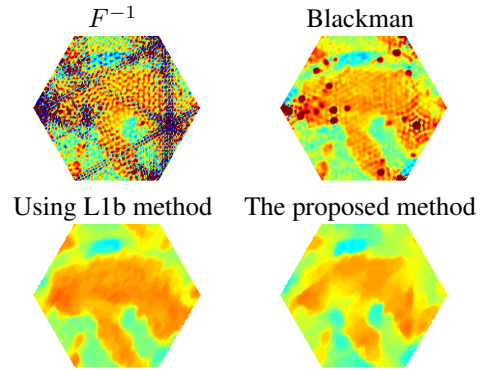 F⁻¹
Blackman
Using L1b method
The proposed method